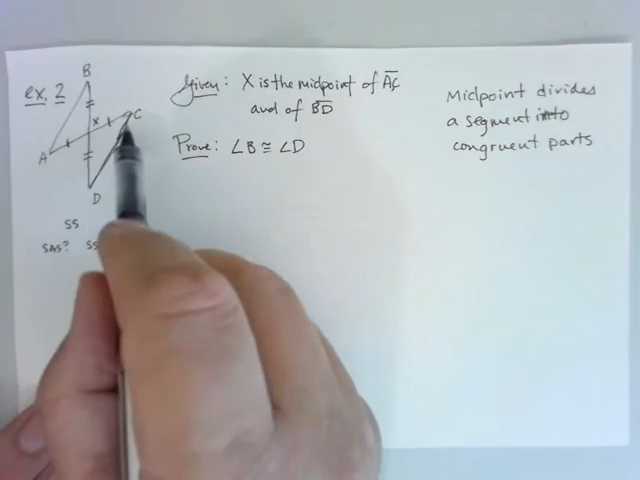 ex. 2
B
x
C
A
D
SS
SAS? SS
Given: X is the midpoint of AC
and of BD
Prove: ∠B ≅ ∠D
Midpoint divides
a segment into
congruent parts